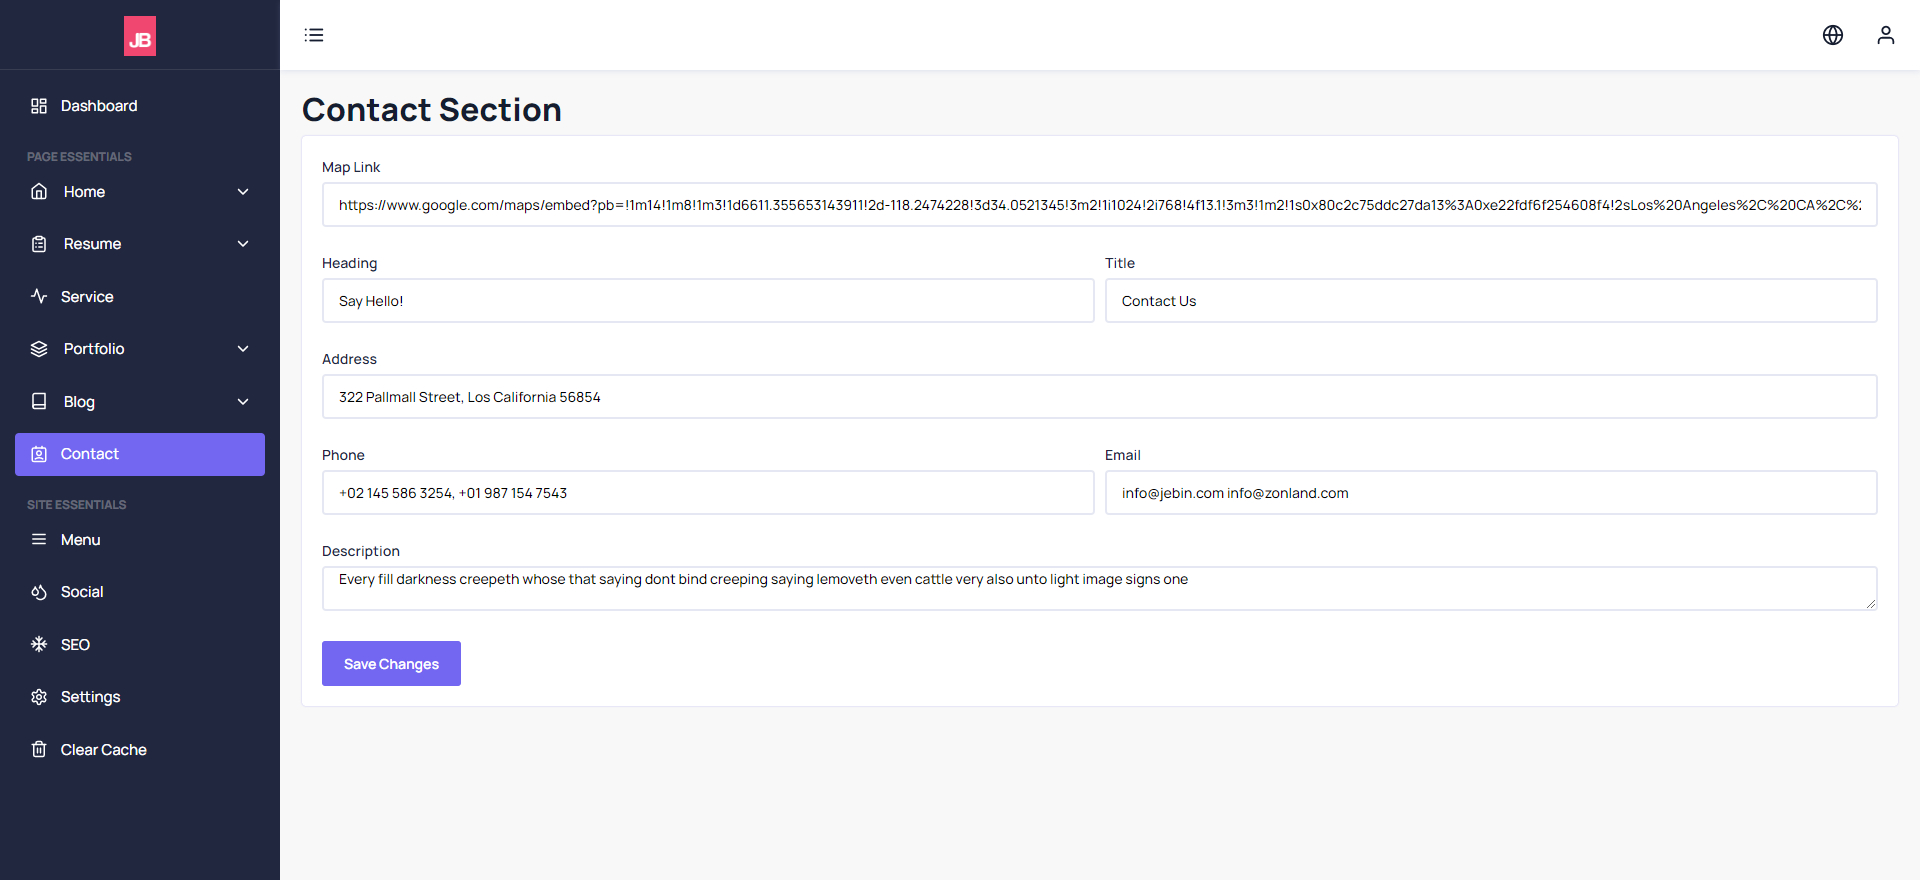 JB
Dashboard
PAGE ESSENTIALS
Home
Resume
Service
Portfolio
Blog
Contact
SITE ESSENTIALS
Menu
Social
SEO
Settings
Clear Cache
Contact Section
Map Link
https://www.google.com/maps/embed?pb=!1m14!1m8!1m3!1d6611.355653143911!2d-118.2474228!3d34.0521345!3m2!1i1024!2i768!4f13.1!3m3!1m2!1s0x80c2c75ddc27da13%3A0xe22fdf6f254608f4!2sLos%20Angeles%2C%20CA%2C%2
Heading Title
Say Hello! Contact Us
Address
322 Pallmall Street, Los California 56854
Phone Email
+02 145 586 3254, +01 987 154 7543 info@jebin.com info@zonland.com
Description
Every fill darkness creepeth whose that saying dont bind creeping saying lemoveth even cattle very also unto light image signs one
Save Changes